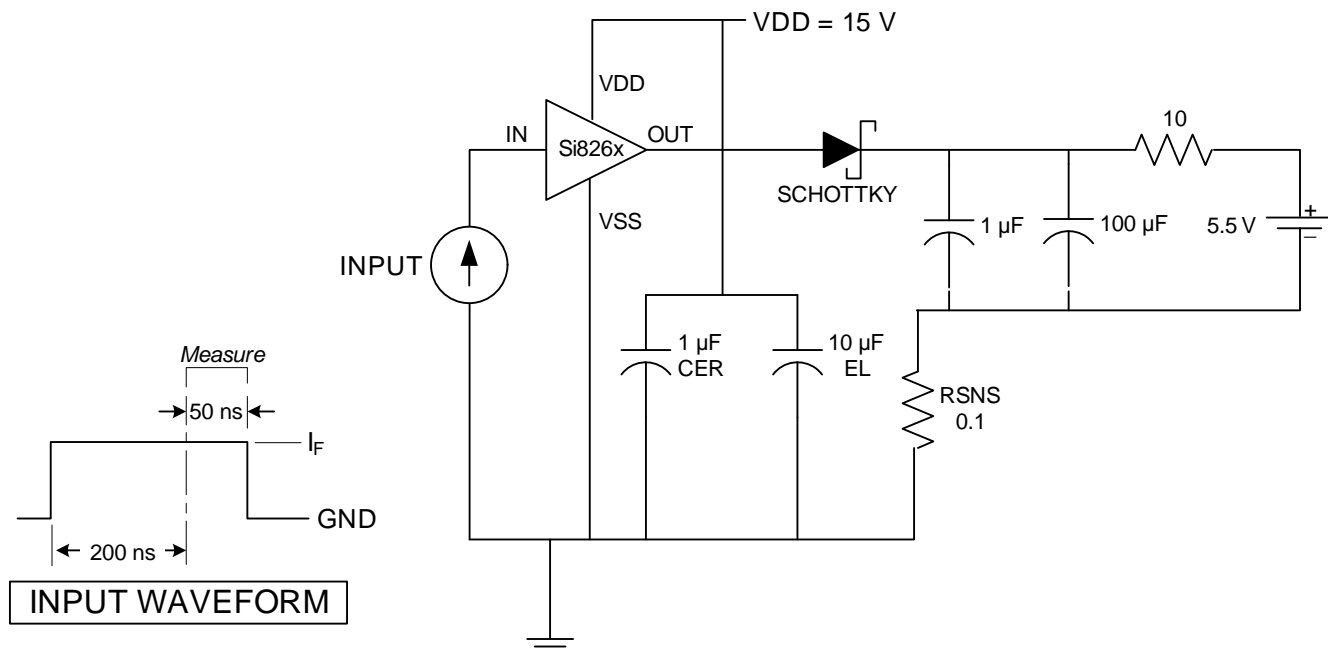 VDD = 15 V
VDD
IN
Si826x
OUT
VSS
INPUT
SCHOTTKY
1 µF
100 µF
10
5.5 V
+
–
1 µF
CER
10 µF
EL
RSNS
0.1
Measure
50 ns
IF
GND
200 ns
INPUT WAVEFORM